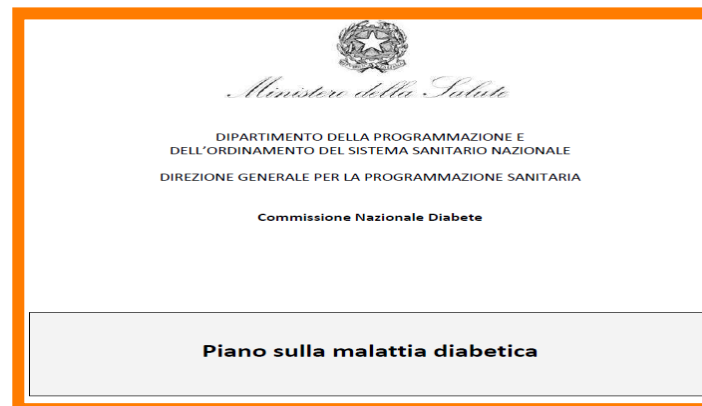 Ministero della Salute
DIPARTIMENTO DELLA PROGRAMMAZIONE E
DELL'ORDINAMENTO DEL SISTEMA SANITARIO NAZIONALE
DIREZIONE GENERALE PER LA PROGRAMMAZIONE SANITARIA
Commissione Nazionale Diabete
Piano sulla malattia diabetica